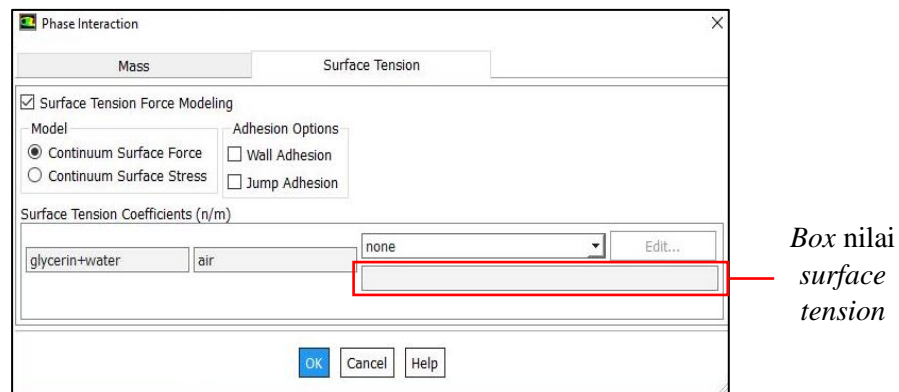 Phase Interaction
Mass
Surface Tension
Surface Tension Force Modeling
Model
Adhesion Options
Continuum Surface Force
Wall Adhesion
Continuum Surface Stress
Jump Adhesion
Surface Tension Coefficients (n/m)
none
Edit...
glycerin+water
air
Box nilai
surface
tension
OK
Cancel
Help